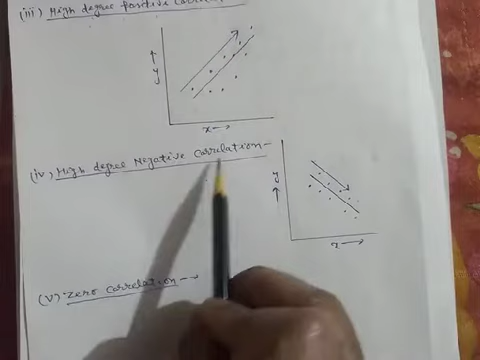 (iii) High degree positive
↑
y
x →
(iv) High degree Negative Correlation –
y
↑
x →
(v) Zero Correlation →